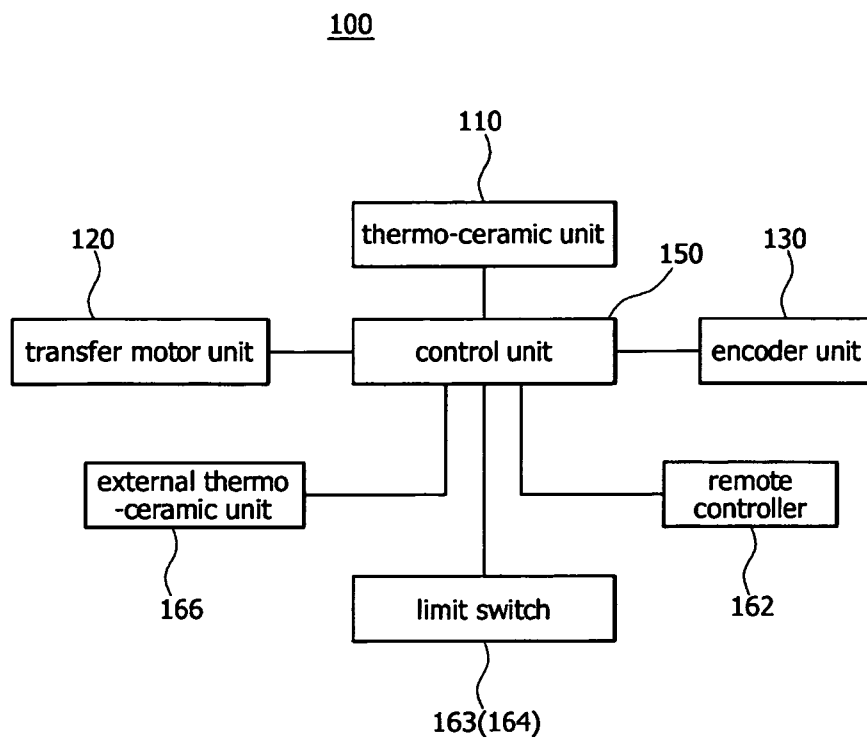 100
110
thermo-ceramic unit
120
150
130
transfer motor unit
control unit
encoder unit
external thermo
-ceramic unit
remote
controller
166
limit switch
162
163(164)